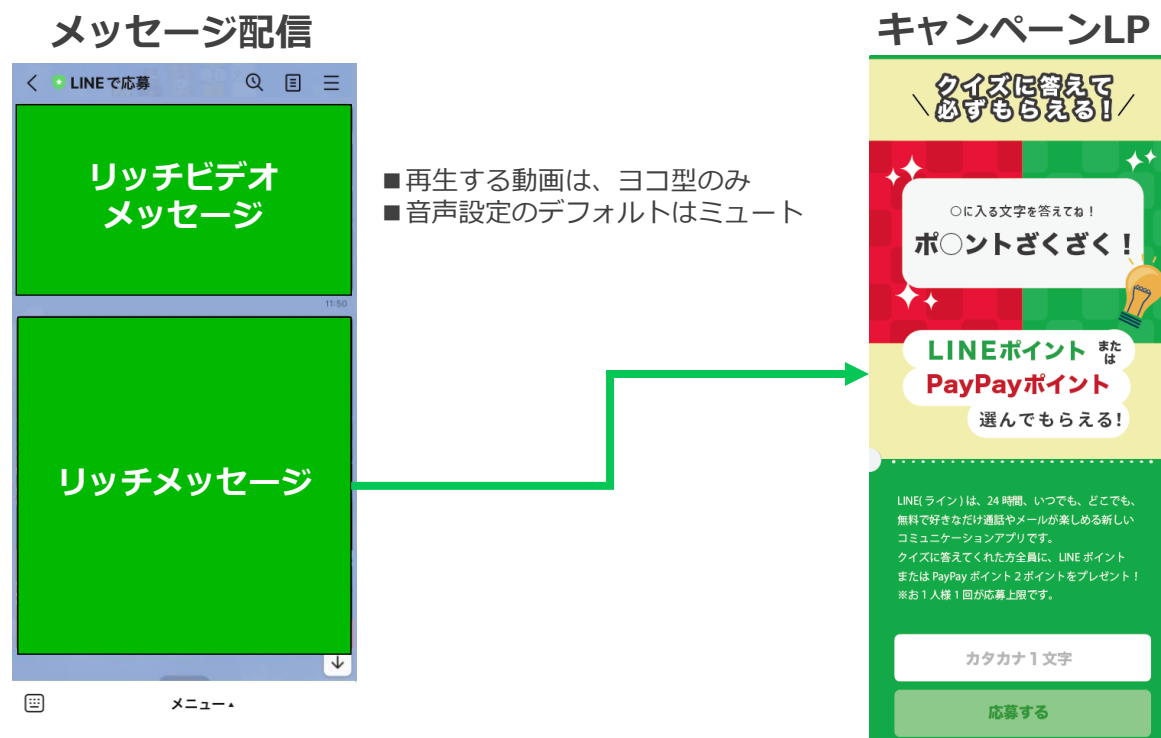 メッセージ配信
キャンペーンLP
LINEで応募
リッチビデオ
メッセージ
11:50
リッチメッセージ
メニュー▲
■再生する動画は、ヨコ型のみ
■音声設定のデフォルトはミュート
\ クイズに答えて
必ずもらえる! /
○に入る文字を答えてね!
ポ○ントざくざく!
LINEポイント または
PayPayポイント
選んでもらえる!
LINE(ライン)は、24時間、いつでも、どこでも、
無料で好きなだけ通話やメールが楽しめる新しい
コミュニケーションアプリです。
クイズに答えてくれた方全員に、LINE ポイント
または PayPay ポイント2ポイントをプレゼント!
※お1人様1回が応募上限です。
カタカナ1文字
応募する